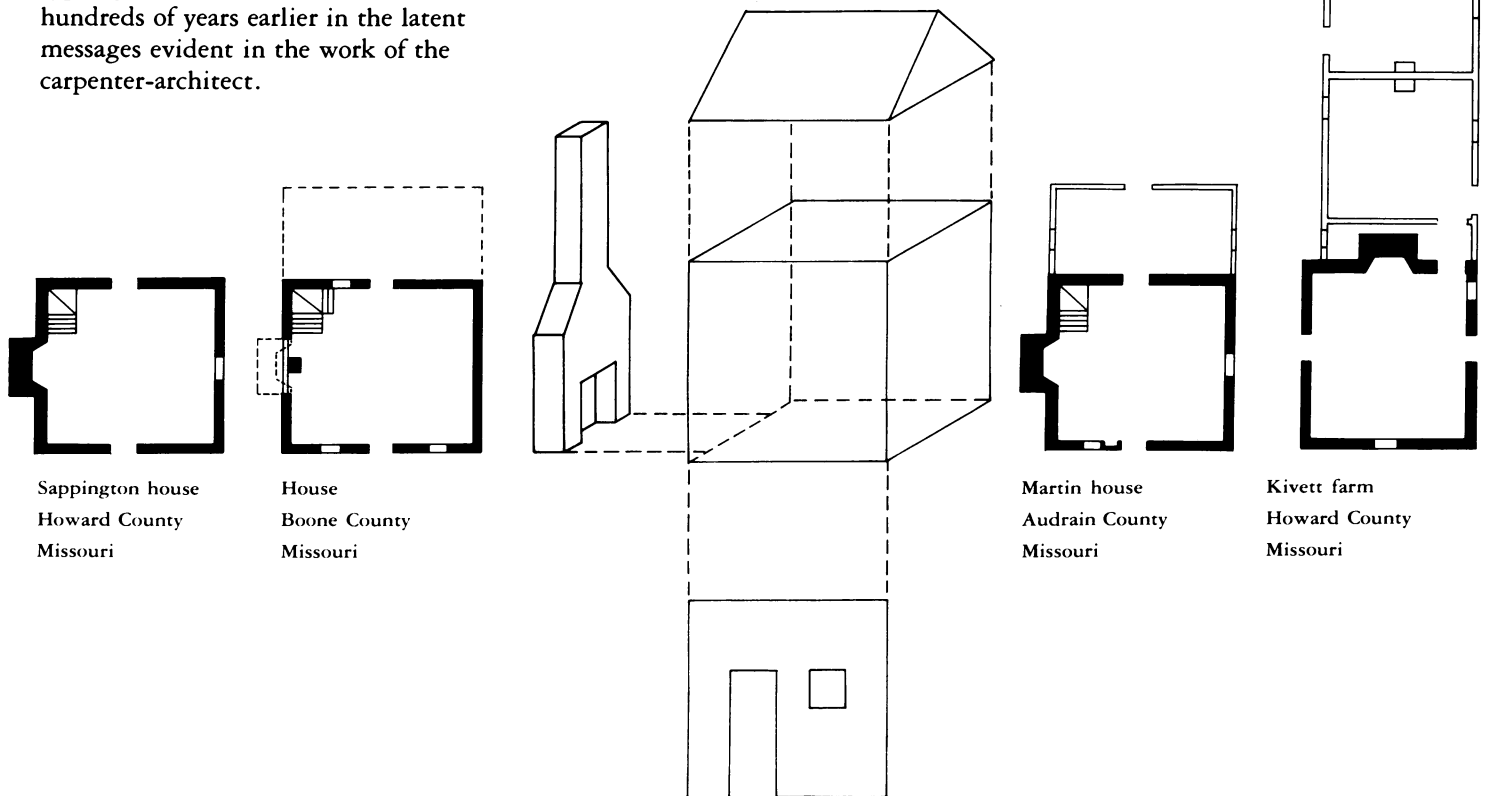 hundreds of years earlier in the latent
messages evident in the work of the
carpenter-architect.
Sappington house
Howard County
Missouri
House
Boone County
Missouri
Martin house
Audrain County
Missouri
Kivett farm
Howard County
Missouri